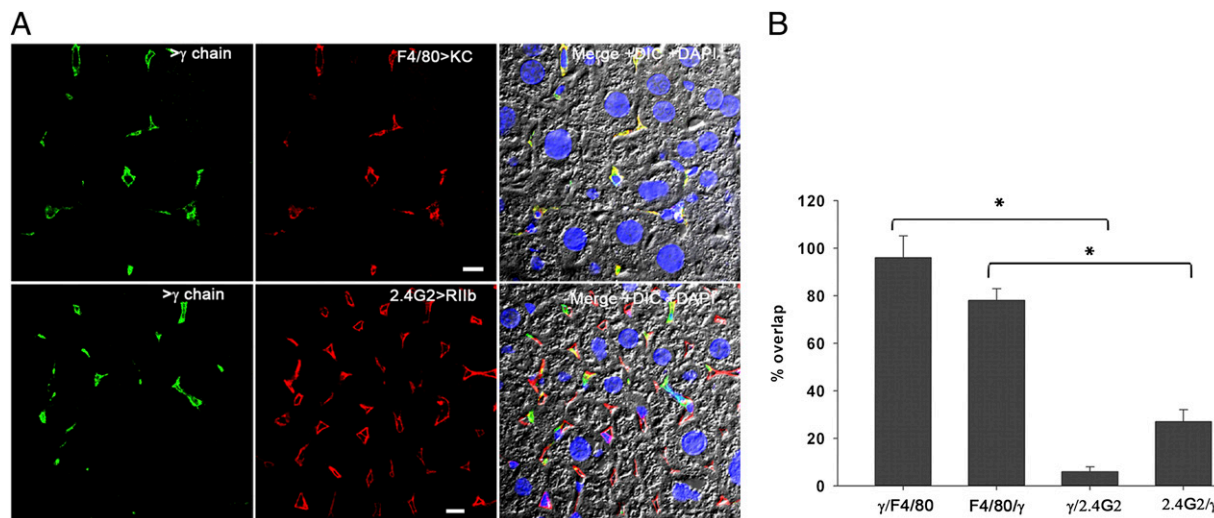 A
>γ chain
F4/80>KC
Merge +DIC +DAPI
>γ chain
2.4G2>RIIb
Merge +DIC +DAPI
B
% overlap
120
100
80
60
40
20
0
*
*
γ/F4/80
F4/80/γ
γ/2.4G2
2.4G2/γ